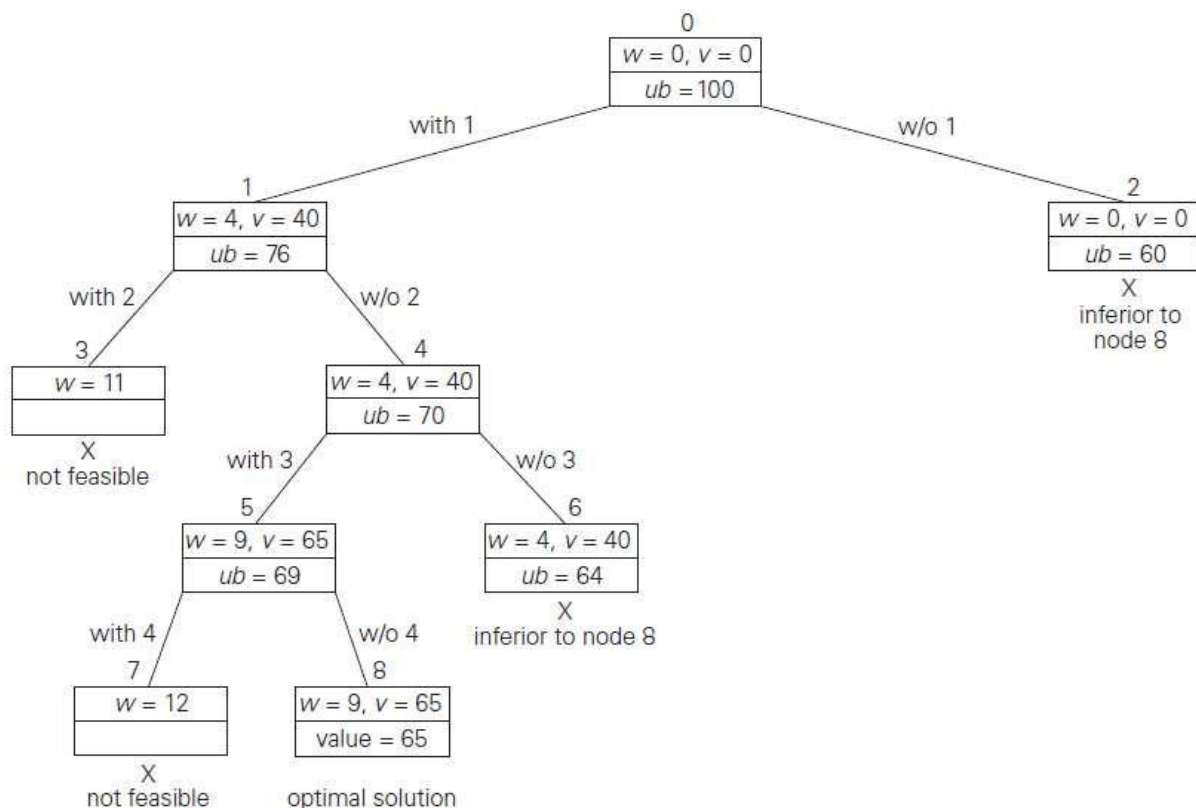 0
w = 0, v = 0
ub = 100
with 1
w/o 1
1
w = 4, v = 40
ub = 76
2
w = 0, v = 0
ub = 60
X
inferior to
node 8
with 2
w/o 2
3
w = 11
X
not feasible
4
w = 4, v = 40
ub = 70
with 3
w/o 3
5
w = 9, v = 65
ub = 69
6
w = 4, v = 40
ub = 64
X
inferior to node 8
with 4
w/o 4
7
w = 12
X
not feasible
8
w = 9, v = 65
value = 65
optimal solution